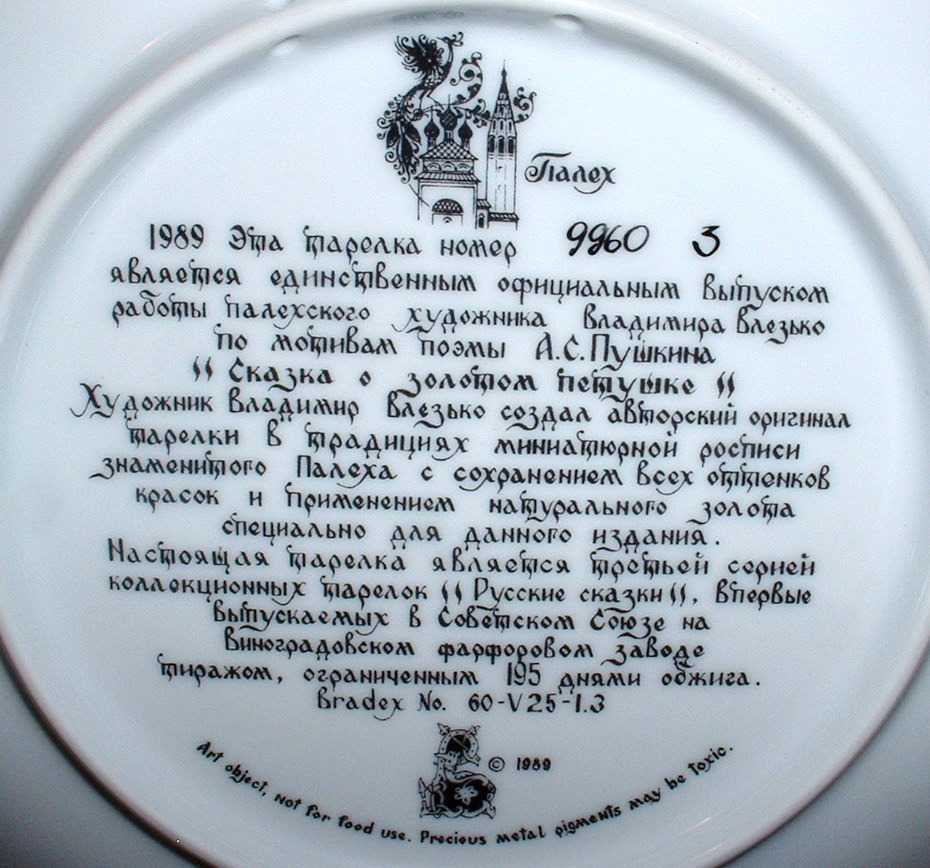 Палех
1989 Эта тарелка номер 9960 3
является единственным официальным выпуском
работы палехского художника Владимира Влезько
по мотивам поэмы А.С.Пушкина
"Сказка о золотом петушке"
Художник Владимир Влезько создал авторский оригинал
тарелки в традициях миниатюрной росписи
знаменитого Палеха с сохранением всех оттенков
красок и применением натурального золота
специально для данного издания.
Настоящая тарелка является третьей серией
коллекционных тарелок "Русские сказки", впервые
выпускаемых в Советском Союзе на
Виноградовском фарфоровом заводе
тиражом, ограниченным 195 днями обжига.
Bradex No. 60-V25-1.3
© 1989
Art object, not for food use. Precious metal pigments may be toxic.